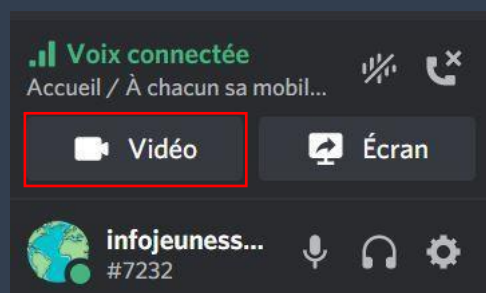 Voix connectée
Accueil / À chacun sa mobil...
Vidéo
Écran
infojeuness...
#7232